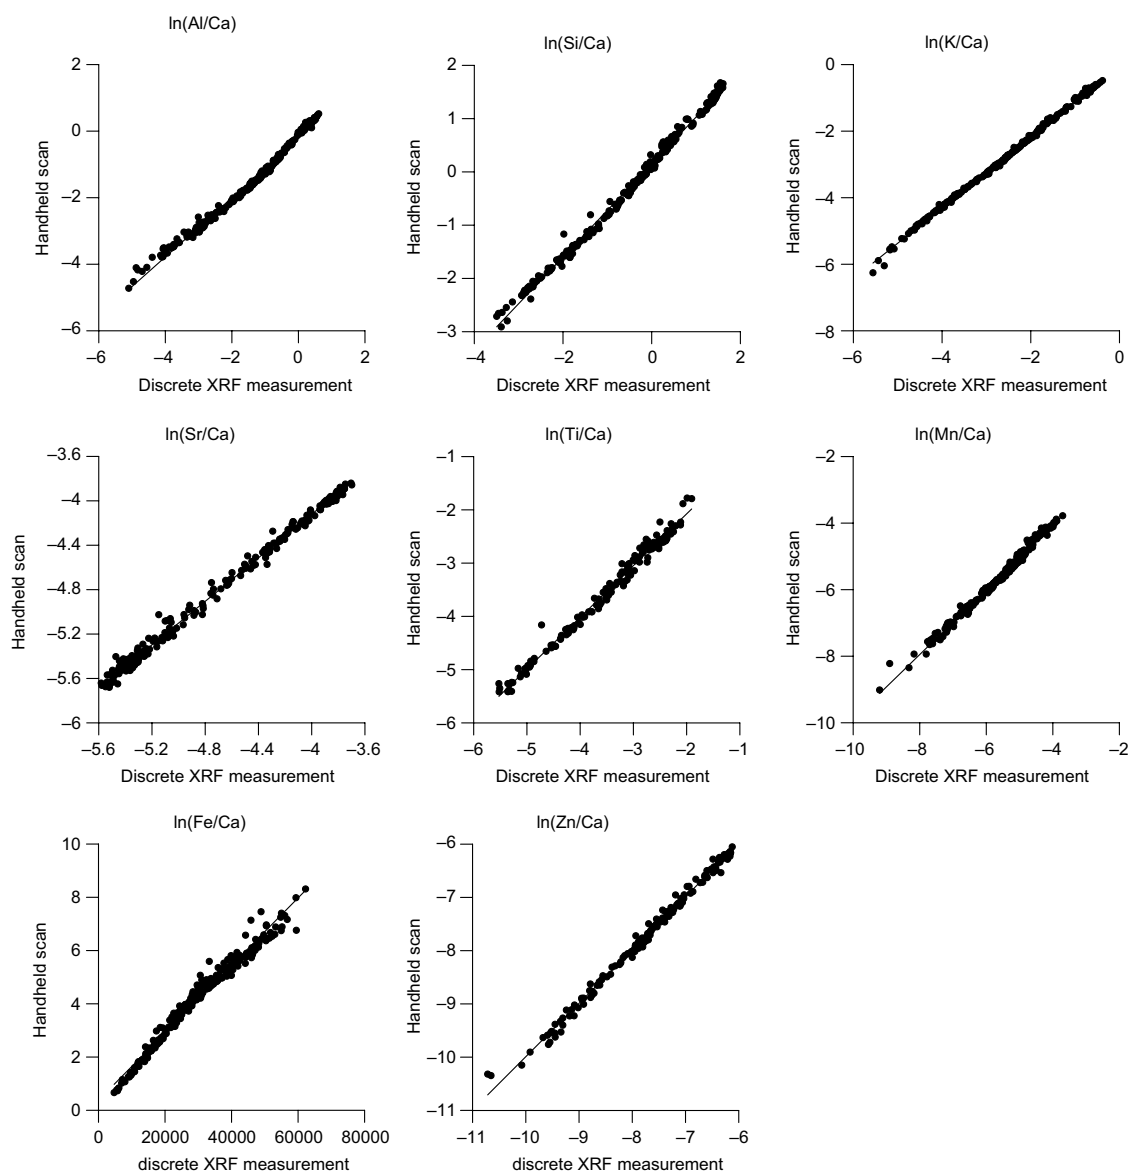 ln(Al/Ca)
2
0
–2
–4
–6
Handheld scan
–6 –4 –2 0 2
Discrete XRF measurement
ln(Si/Ca)
2
1
0
–1
–2
–3
Handheld scan
–4 –2 0 2
Discrete XRF measurement
ln(K/Ca)
0
–2
–4
–6
–8
Handheld scan
–6 –4 –2 0
Discrete XRF measurement
ln(Sr/Ca)
–3.6
–4
–4.4
–4.8
–5.2
–5.6
–6
Handheld scan
–5.6 –5.2 –4.8 –4.4 –4 –3.6
Discrete XRF measurement
ln(Ti/Ca)
–1
–2
–3
–4
–5
–6
Handheld scan
–6 –5 –4 –3 –2 –1
Discrete XRF measurement
ln(Mn/Ca)
–2
–4
–6
–8
–10
Handheld scan
–10 –8 –6 –4 –2
Discrete XRF measurement
ln(Fe/Ca)
10
8
6
4
2
0
Handheld scan
0 20000 40000 60000 80000
discrete XRF measurement
ln(Zn/Ca)
–6
–7
–8
–9
–10
–11
Handheld scan
–11 –10 –9 –8 –7 –6
discrete XRF measurement